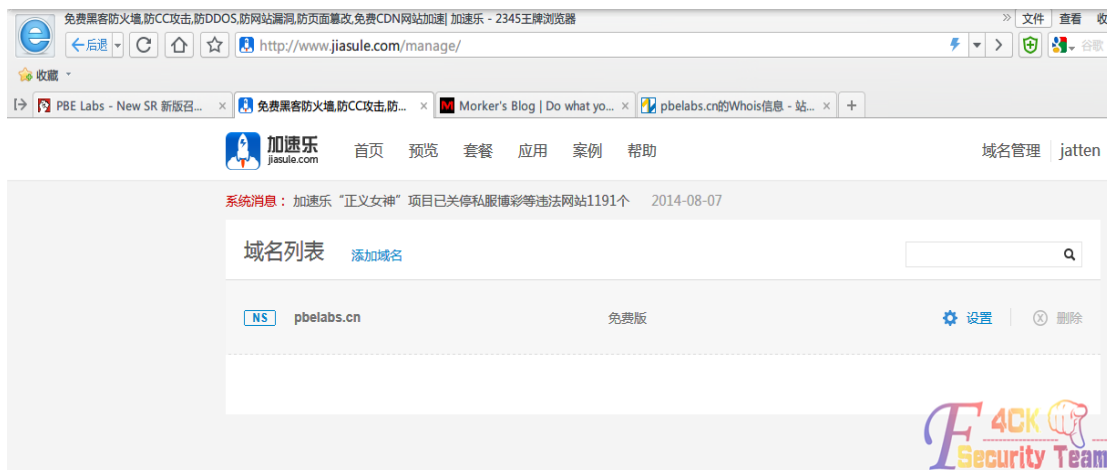 免费黑客防火墙,防CC攻击,防DDOS,防网站漏洞,防页面篡改,免费CDN网站加速| 加速乐 - 2345王牌浏览器 » 文件 查看 收
后退 http://www.jiasule.com/manage/ 谷歌
收藏
PBE Labs - New SR 新版召... × 免费黑客防火墙,防CC攻击,防... × Morker's Blog | Do what yo... × pbelabs.cn的Whois信息 - 站... × +
加速乐 jiasule.com 首页 预览 套餐 应用 案例 帮助 域名管理 jatten
系统消息： 加速乐“正义女神”项目已关停私服博彩等违法网站1191个 2014-08-07
域名列表 添加域名
NS pbelabs.cn 免费版 设置 删除
F4CK
Security Team